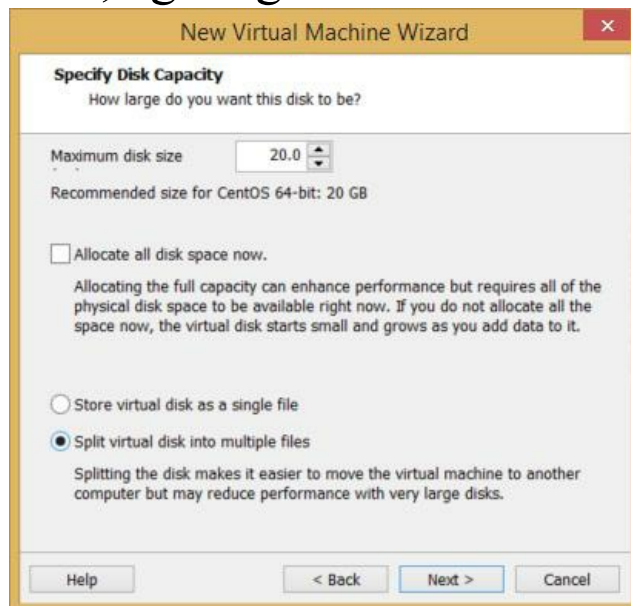 New Virtual Machine Wizard
Specify Disk Capacity
How large do you want this disk to be?
Maximum disk size 20.0
Recommended size for CentOS 64-bit: 20 GB
Allocate all disk space now.
Allocating the full capacity can enhance performance but requires all of the
physical disk space to be available right now. If you do not allocate all the
space now, the virtual disk starts small and grows as you add data to it.
Store virtual disk as a single file
Split virtual disk into multiple files
Splitting the disk makes it easier to move the virtual machine to another
computer but may reduce performance with very large disks.
Help < Back Next > Cancel